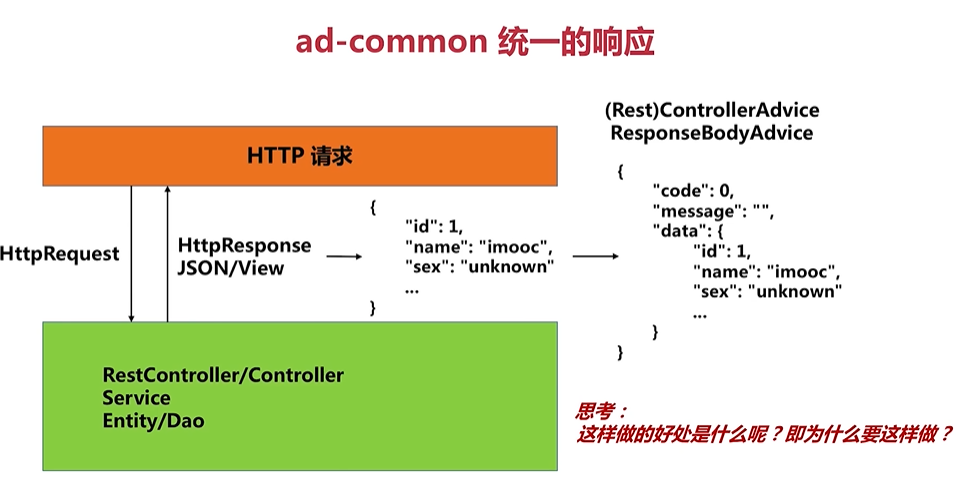 ad-common 统一的响应
HTTP 请求
HttpRequest
HttpResponse
JSON/View
{
"id": 1,
"name": "imooc",
"sex": "unknown"
...
}
(Rest)ControllerAdvice
ResponseBodyAdvice
{
"code": 0,
"message": "",
"data": {
"id": 1,
"name": "imooc",
"sex": "unknown"
...
}
}
RestController/Controller
Service
Entity/Dao
思考：
这样做的好处是什么呢？即为什么要这样做？